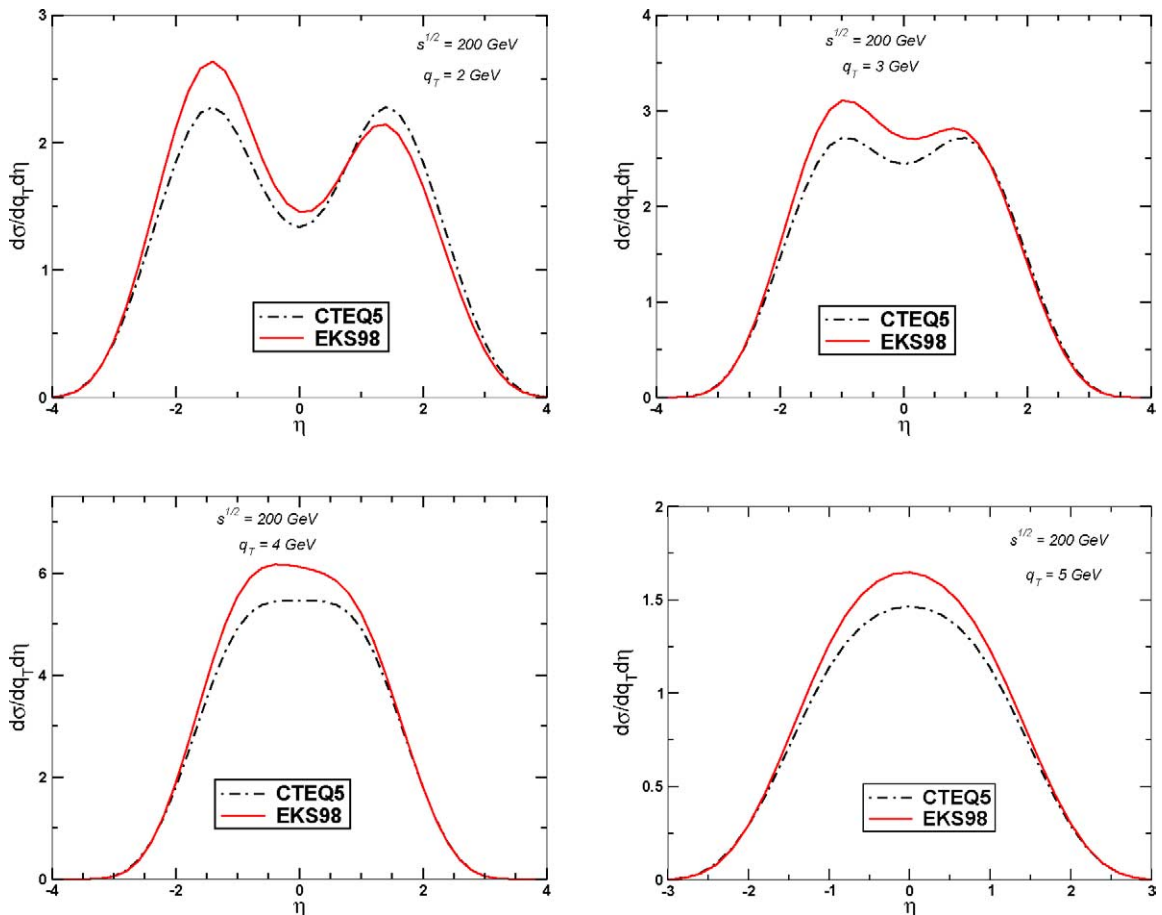 3
s^{1/2} = 200 GeV
q_T = 2 GeV
2
1
0
dσ/dq_Tdη
CTEQ5
EKS98
-4 -2 0 2 4
η
4
s^{1/2} = 200 GeV
q_T = 3 GeV
3
2
1
0
dσ/dq_Tdη
CTEQ5
EKS98
-4 -2 0 2 4
η
s^{1/2} = 200 GeV
q_T = 4 GeV
6
4
2
0
dσ/dq_Tdη
CTEQ5
EKS98
-4 -2 0 2 4
η
2
s^{1/2} = 200 GeV
q_T = 5 GeV
1.5
1
0.5
0
dσ/dq_Tdη
CTEQ5
EKS98
-3 -2 -1 0 1 2 3
η